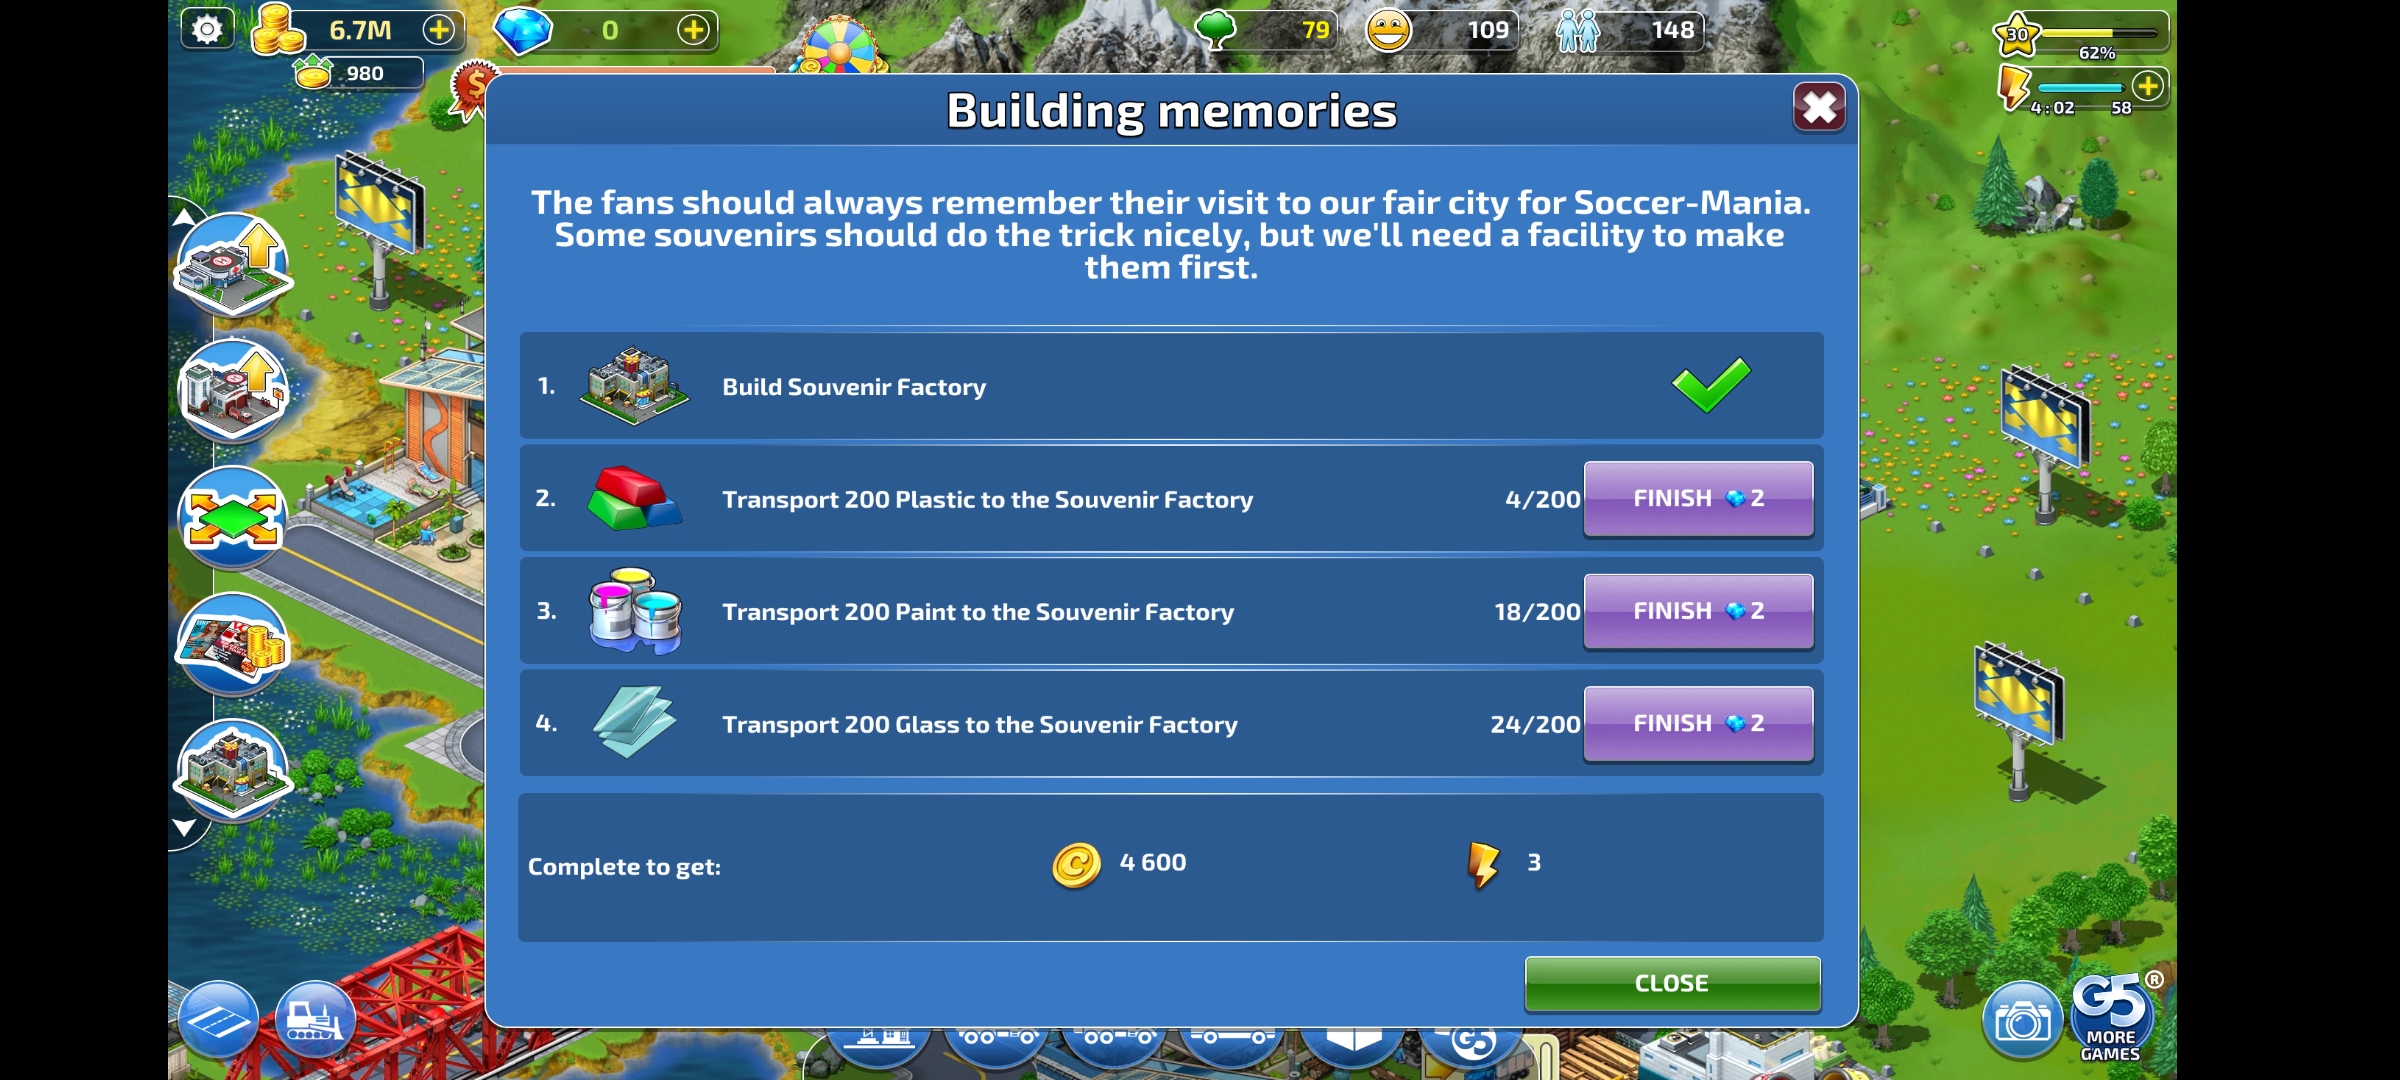 6.7M
0
79
109
148
30
62%
980
4:02
58
Building memories
The fans should always remember their visit to our fair city for Soccer-Mania.
Some souvenirs should do the trick nicely, but we'll need a facility to make
them first.
1.
Build Souvenir Factory
2.
Transport 200 Plastic to the Souvenir Factory
4/200
FINISH 2
3.
Transport 200 Paint to the Souvenir Factory
18/200
FINISH 2
4.
Transport 200 Glass to the Souvenir Factory
24/200
FINISH 2
Complete to get:
4 600
3
CLOSE
G5
G5®
MORE
GAMES